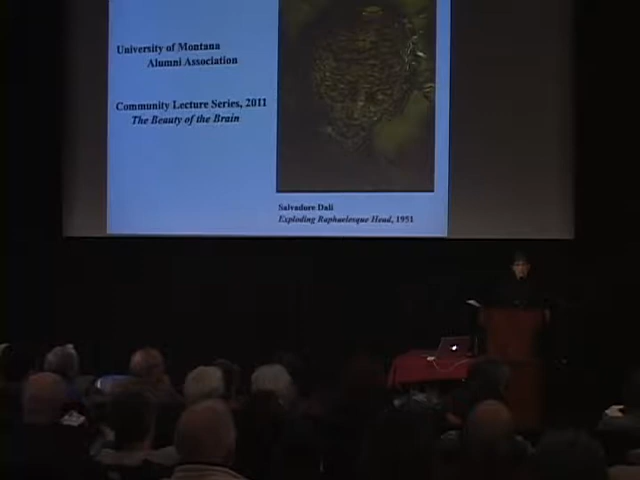 University of Montana
Alumni Association
Community Lecture Series, 2011
The Beauty of the Brain
Salvadore Dali
Exploding Raphaelesque Head, 1951